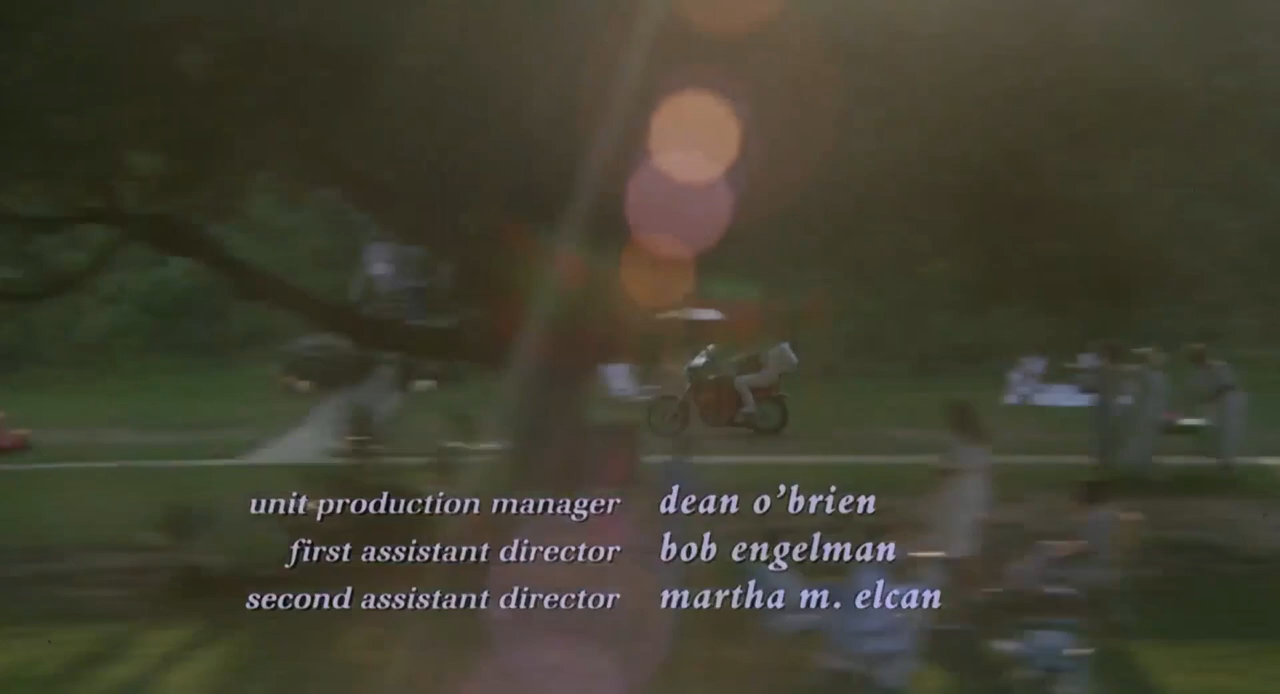 unit production manager dean o'brien
first assistant director bob engelman
second assistant director martha m. elcan